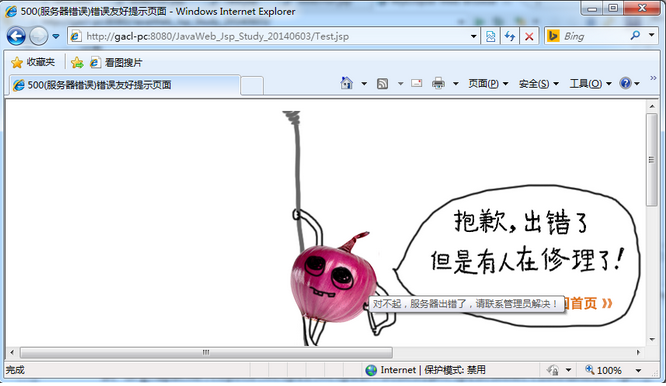 500(服务器错误)错误友好提示页面 - Windows Internet Explorer
http://gacl-pc:8080/JavaWeb_Jsp_Study_20140603/Test.jsp
Bing
收藏夹
看图搜片
500(服务器错误)错误友好提示页面
页面(P)
安全(S)
工具(O)
抱歉,出错了
但是有人在修理了!
对不起，服务器出错了，请联系管理员解决！
回首页 》
完成
Internet | 保护模式: 禁用
100%